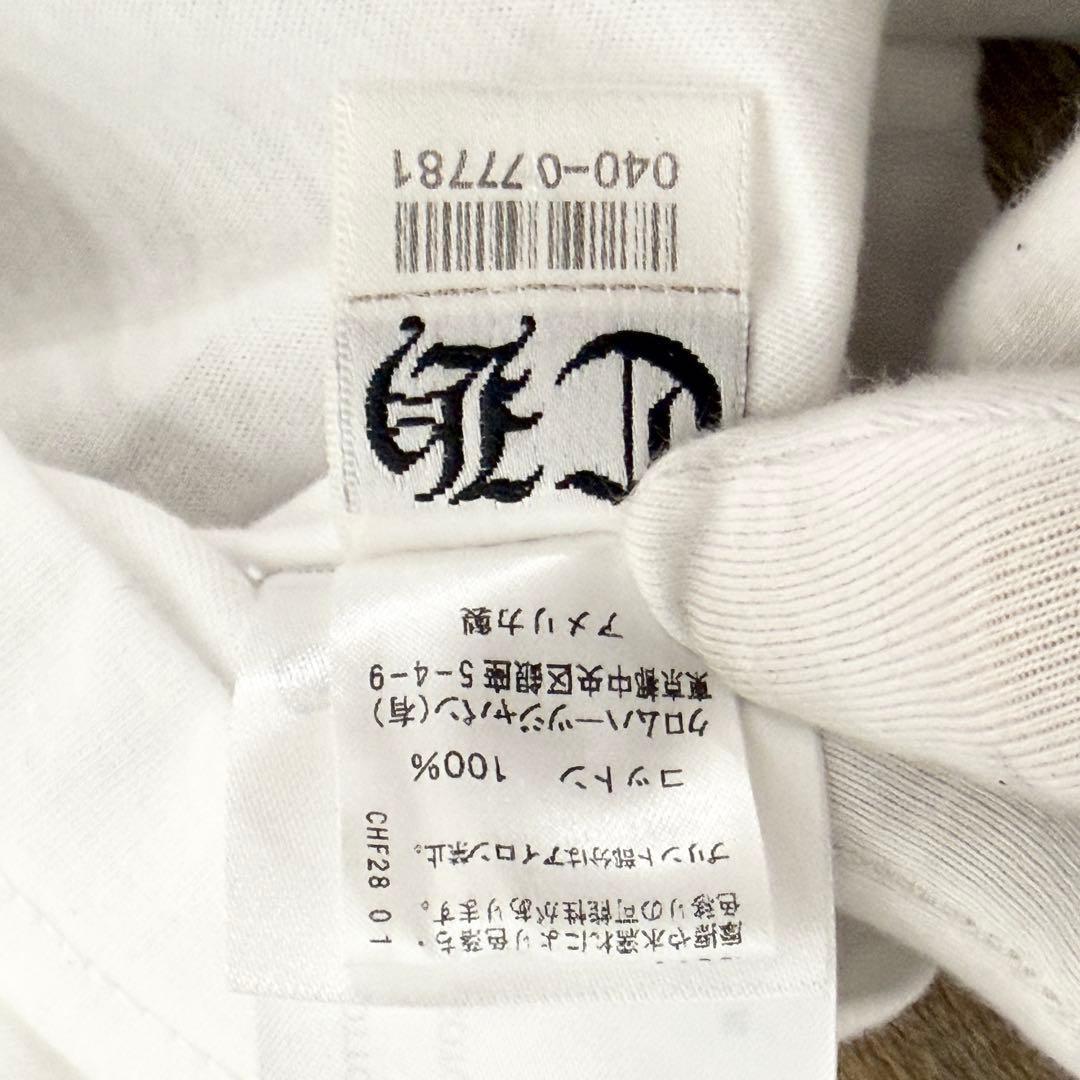 摩擦や水濡れにより色落ち・
色移りの可能性があります。
プリント部分はアイロン禁止。
CHF28 01
コットン 100%
クロムハーツジャパン(有)
東京都中央区銀座5-4-9
アメリカ製
CH
040-077781